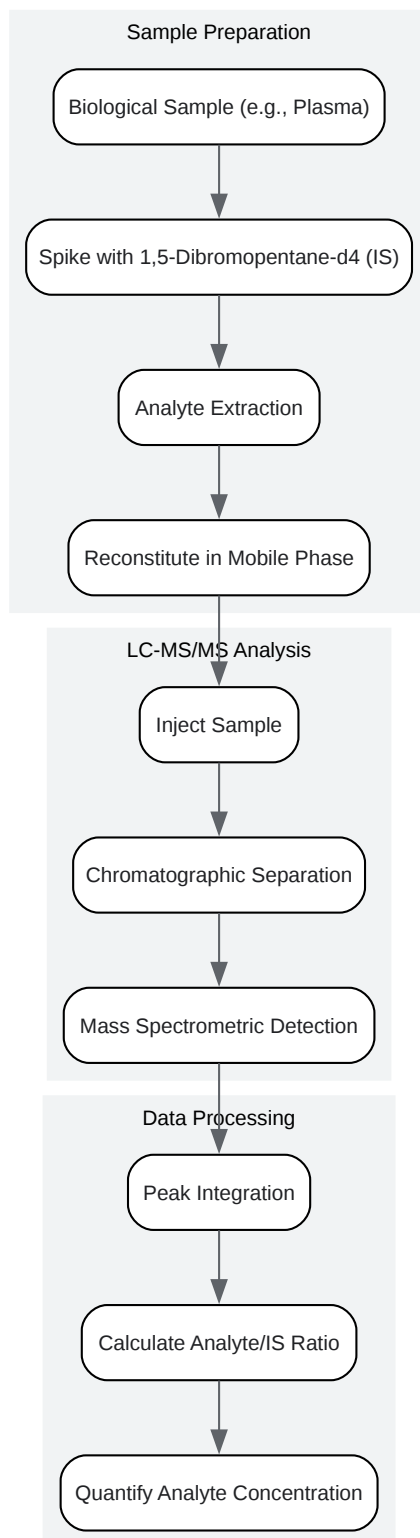 Sample Preparation
Biological Sample (e.g., Plasma)
Spike with 1,5-Dibromopentane-d4 (IS)
Analyte Extraction
Reconstitute in Mobile Phase
LC-MS/MS Analysis
Inject Sample
Chromatographic Separation
Mass Spectrometric Detection
Data Processing
Peak Integration
Calculate Analyte/IS Ratio
Quantify Analyte Concentration